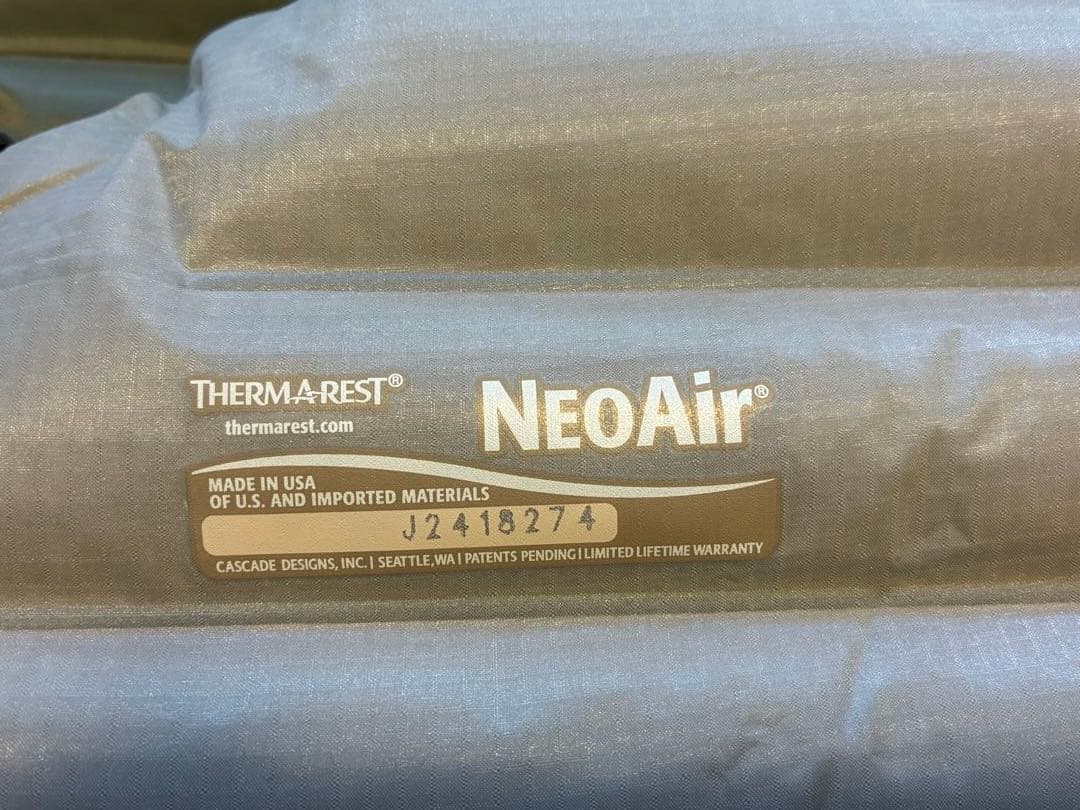 THERM-A-REST®
thermarest.com
NEOAir®
MADE IN USA
OF U.S. AND IMPORTED MATERIALS
J2418274
CASCADE DESIGNS, INC. | SEATTLE, WA | PATENTS PENDING | LIMITED LIFETIME WARRANTY